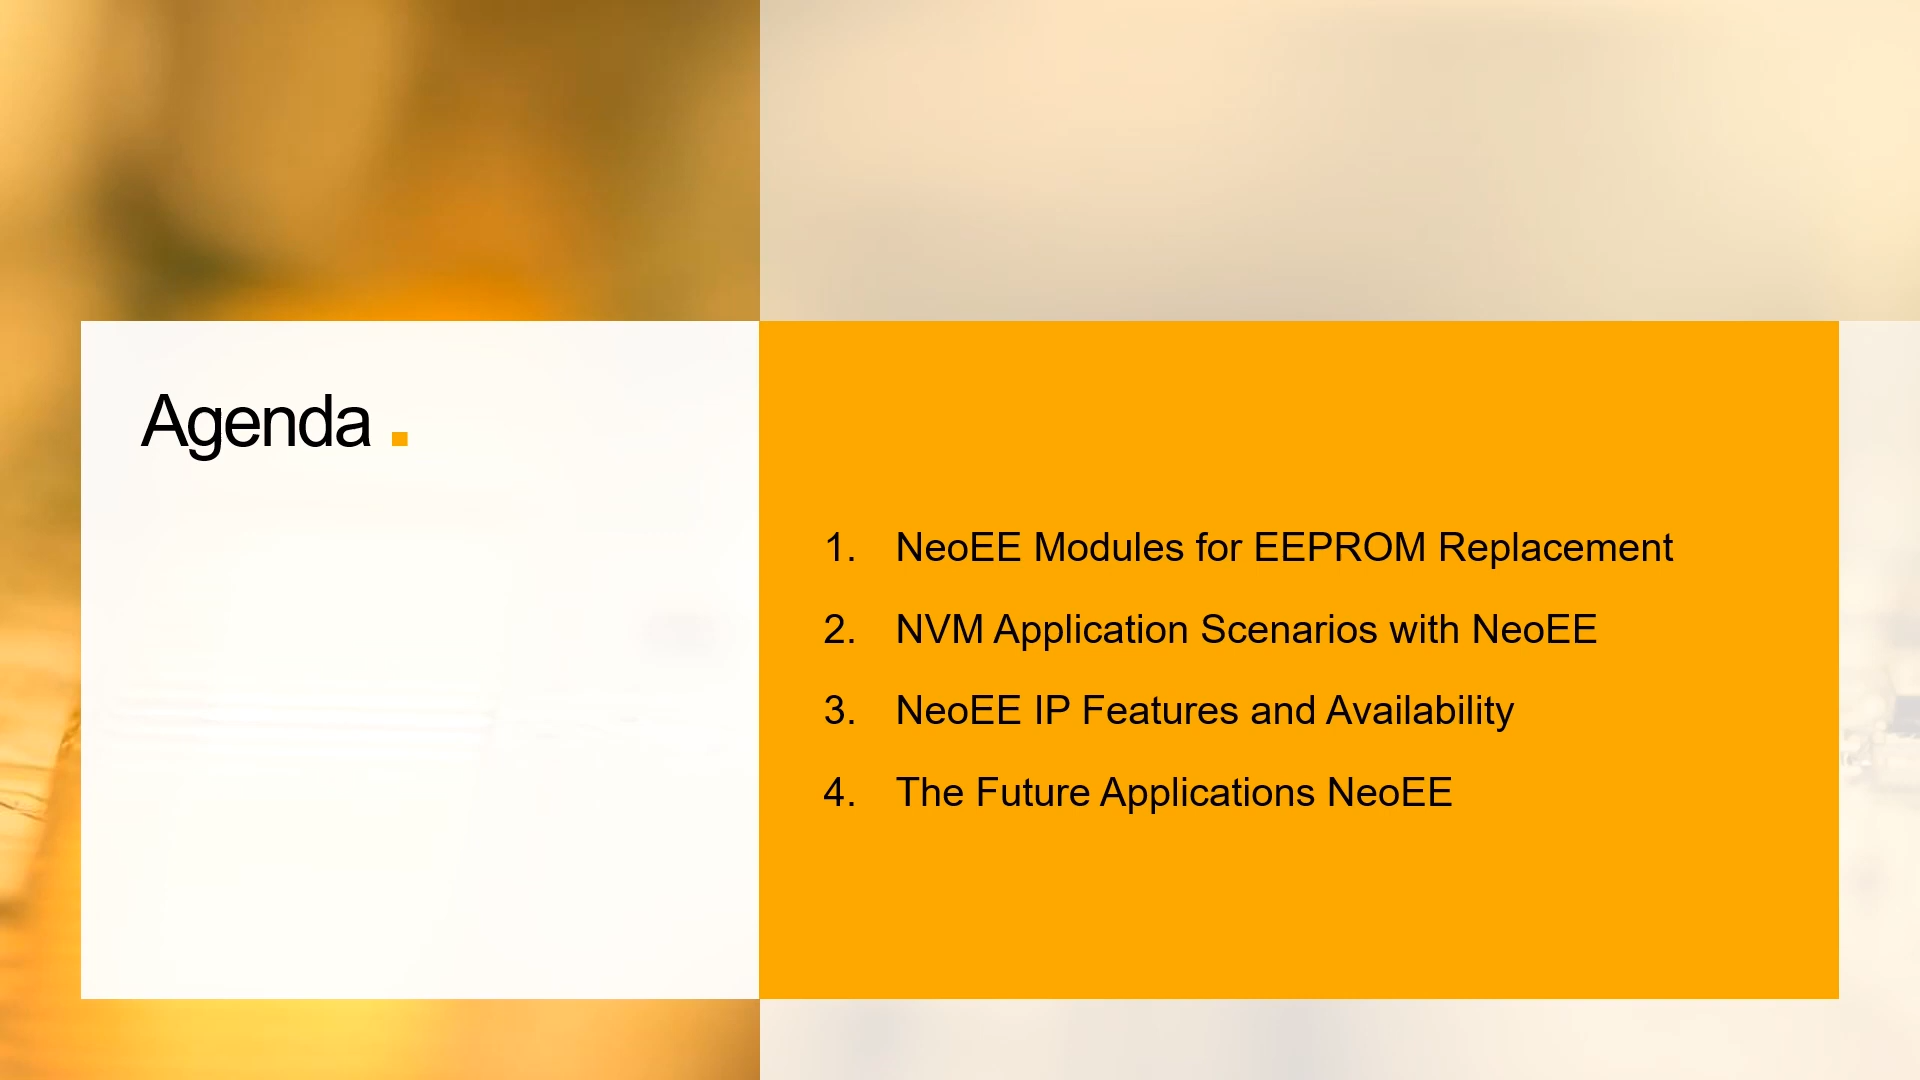 Agenda .
1. NeoEE Modules for EEPROM Replacement
2. NVM Application Scenarios with NeoEE
3. NeoEE IP Features and Availability
4. The Future Applications NeoEE